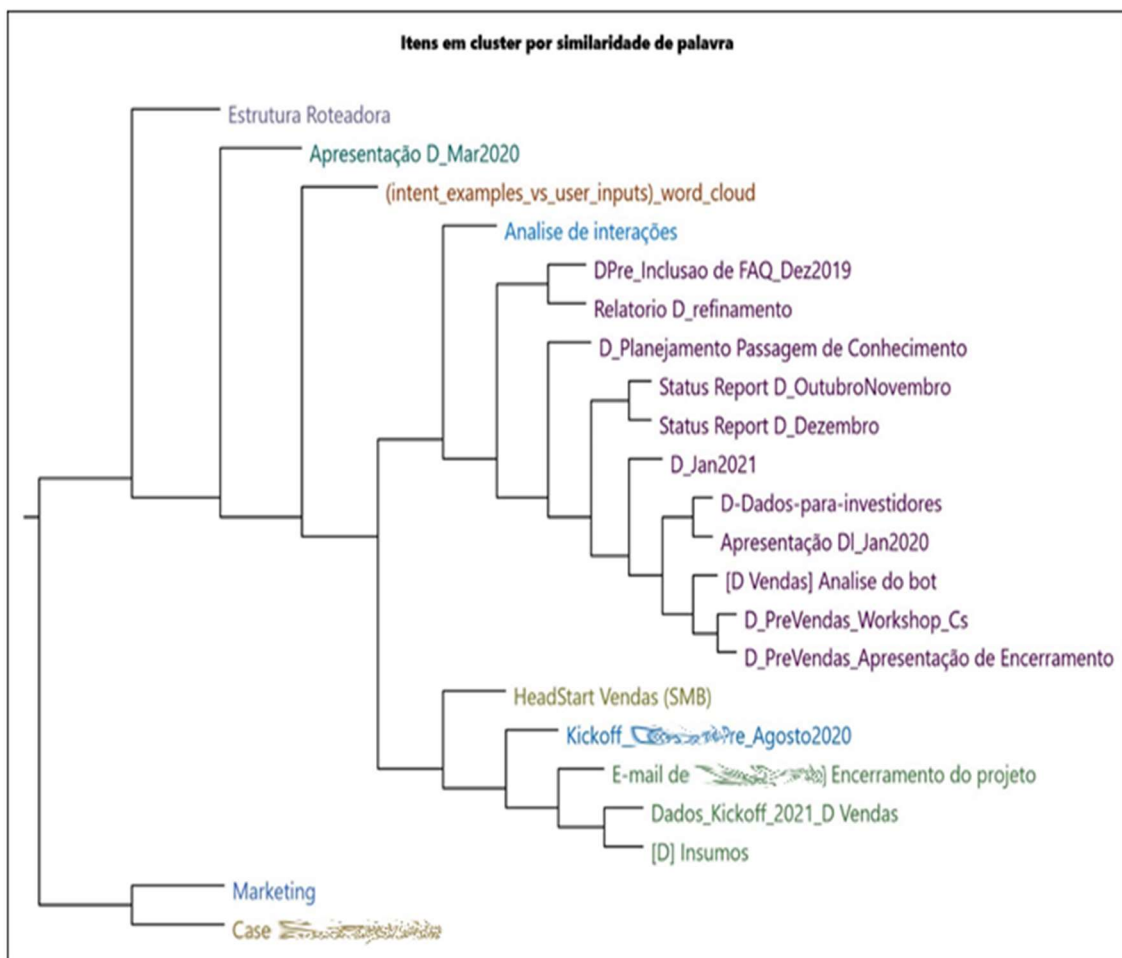 Itens em cluster por similaridade de palavra
Estrutura Roteadora
Apresentação D_Mar2020
(intent_examples_vs_user_inputs)_word_cloud
Analise de interações
DPre_Inclusao de FAQ_Dez2019
Relatorio D_refinamento
D_Planejamento Passagem de Conhecimento
Status Report D_OutubroNovembro
Status Report D_Dezembro
D_Jan2021
D-Dados-para-investidores
Apresentação Dl_Jan2020
[D Vendas] Analise do bot
D_PreVendas_Workshop_Cs
D_PreVendas_Apresentação de Encerramento
HeadStart Vendas (SMB)
Kickoff_ re_Agosto2020
E-mail de ] Encerramento do projeto
Dados_Kickoff_2021_D Vendas
[D] Insumos
Marketing
Case